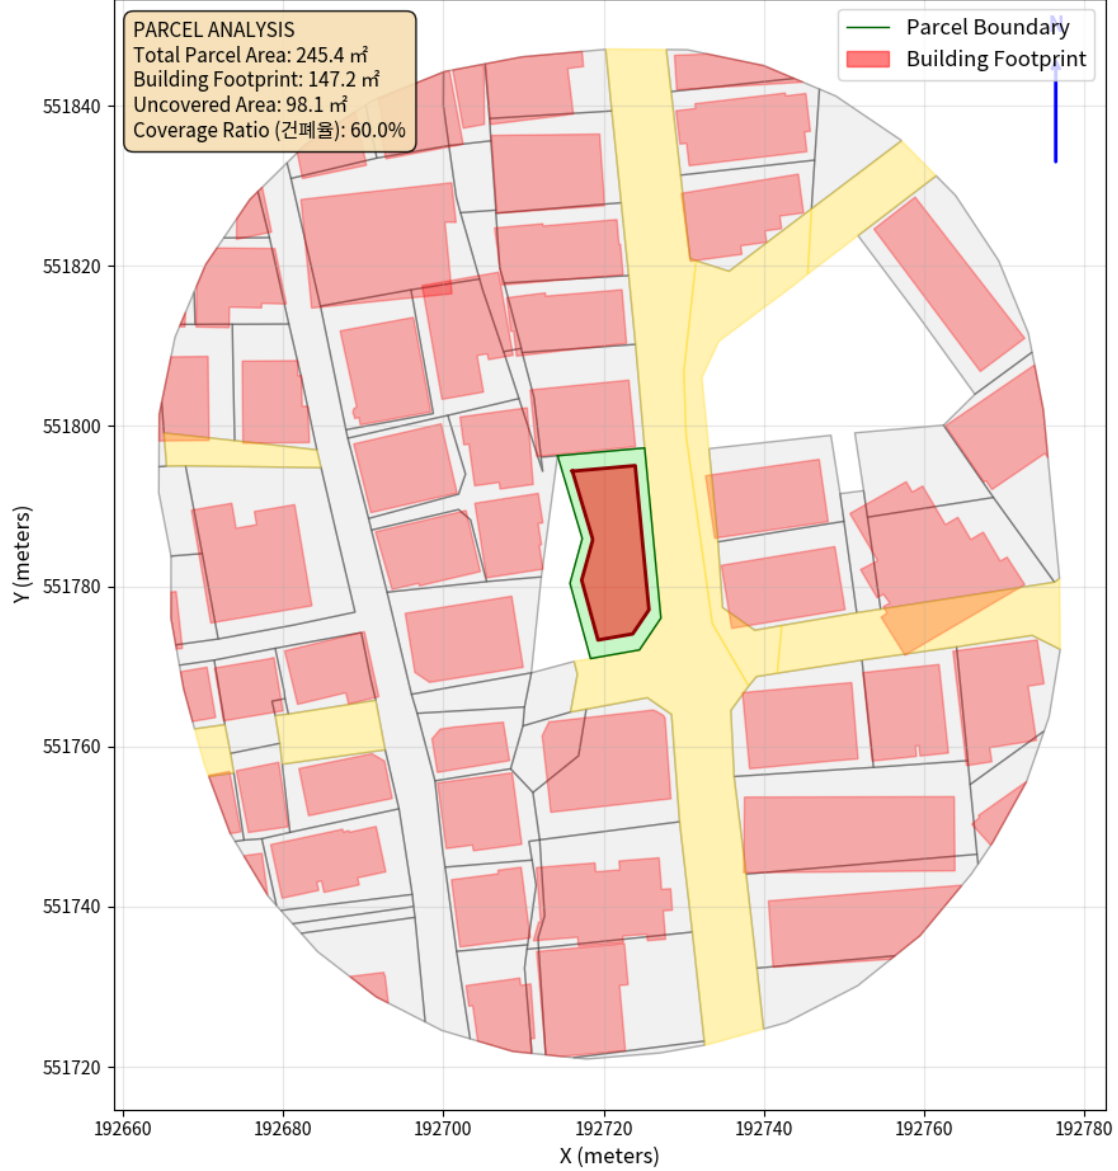 PARCEL ANALYSIS
Total Parcel Area: 245.4 ㎡
Building Footprint: 147.2 ㎡
Uncovered Area: 98.1 ㎡
Coverage Ratio (건폐율): 60.0%
Parcel Boundary
Building Footprint
N
551840
551820
551800
551780
551760
551740
551720
Y (meters)
192660
192680
192700
192720
192740
192760
192780
X (meters)